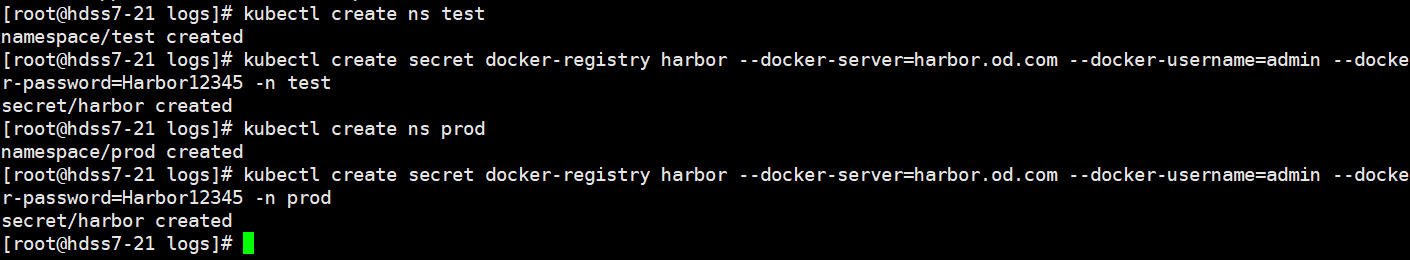 [root@hdss7-21 logs]# kubectl create ns test
namespace/test created
[root@hdss7-21 logs]# kubectl create secret docker-registry harbor --docker-server=harbor.od.com --docker-username=admin --docke
r-password=Harbor12345 -n test
secret/harbor created
[root@hdss7-21 logs]# kubectl create ns prod
namespace/prod created
[root@hdss7-21 logs]# kubectl create secret docker-registry harbor --docker-server=harbor.od.com --docker-username=admin --docke
r-password=Harbor12345 -n prod
secret/harbor created
[root@hdss7-21 logs]#